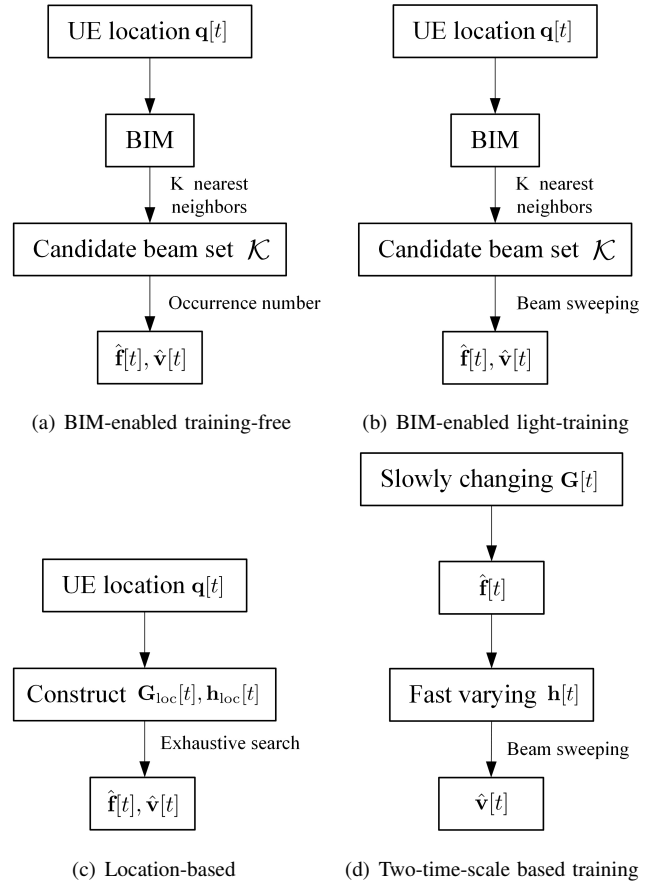 UE location q[t]
BIM
K nearest
neighbors
Candidate beam set 𝒦
Occurrence number
f̂[t], v̂[t]
(a) BIM-enabled training-free
UE location q[t]
BIM
K nearest
neighbors
Candidate beam set 𝒦
Beam sweeping
f̂[t], v̂[t]
(b) BIM-enabled light-training
UE location q[t]
Construct G_loc[t], h_loc[t]
Exhaustive search
f̂[t], v̂[t]
(c) Location-based
Slowly changing G[t]
f̂[t]
Fast varying h[t]
Beam sweeping
v̂[t]
(d) Two-time-scale based training